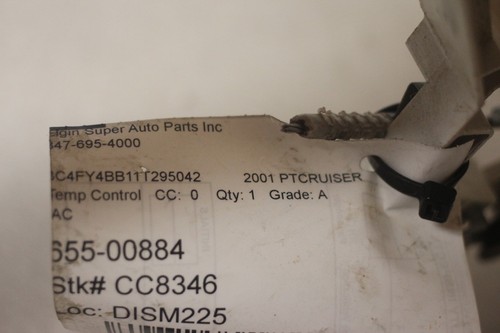 Elgin Super Auto Parts Inc
847-695-4000
3C4FY4BB11T295042 2001 PTCRUISER
Temp Control CC: 0 Qty: 1 Grade: A
AC
655-00884
Stk# CC8346
Loc: DISM225